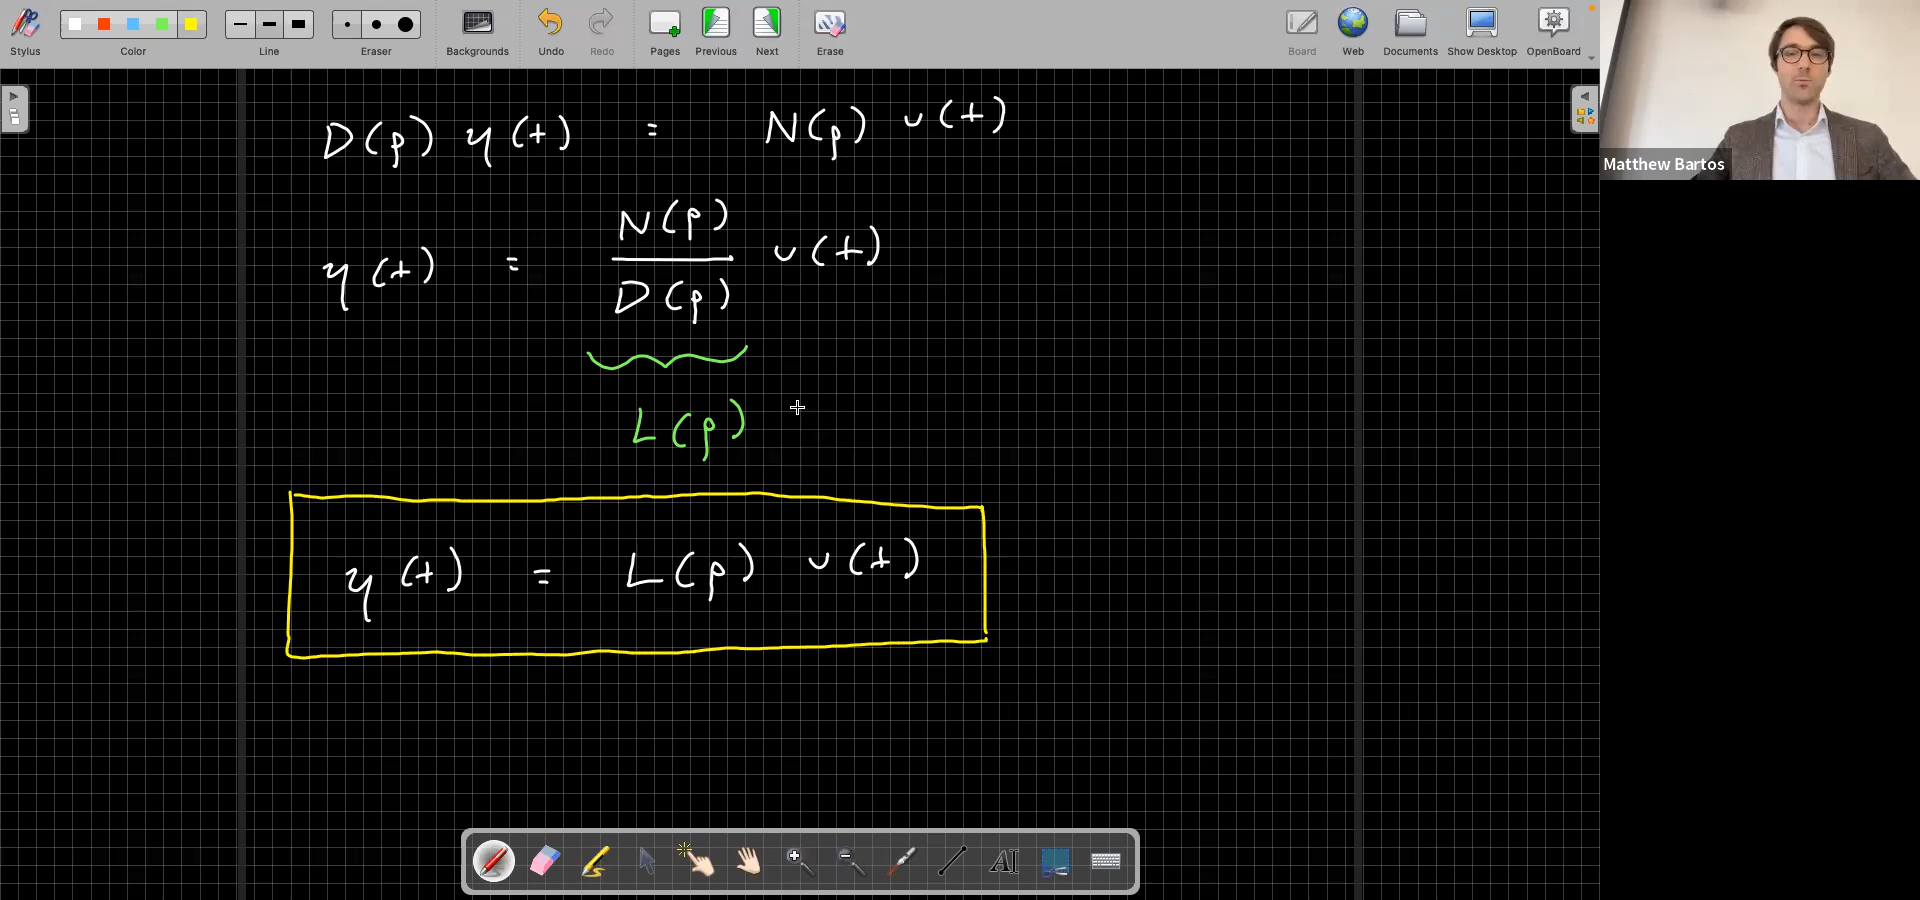 Stylus Color Line Eraser Backgrounds Undo Redo Pages Previous Next Erase Board Web Documents Show Desktop OpenBoard
Matthew Bartos
D(p) y(t) = N(p) u(t)
y(t) = N(p) / D(p) u(t)
L(p)
y(t) = L(p) u(t)
AI